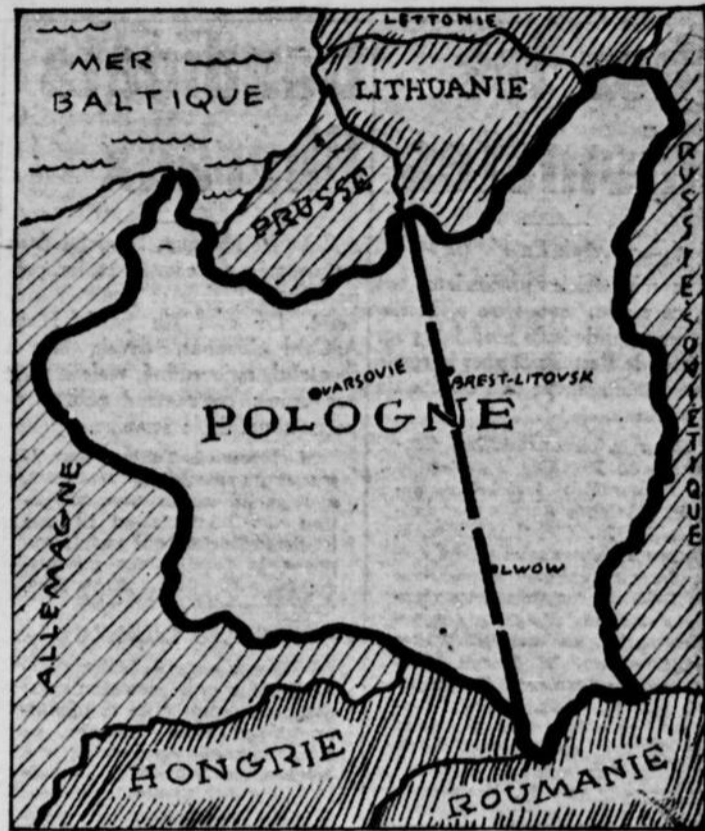 LETTONIE
MER
BALTIQUE
LITHUANIE
PRUSSE
RUSSIE SOVIETIQUE
VARSOVIE
BREST-LITOVSK
POLOGNE
LWOW
ALLEMAGNE
HONGRIE
ROUMANIE